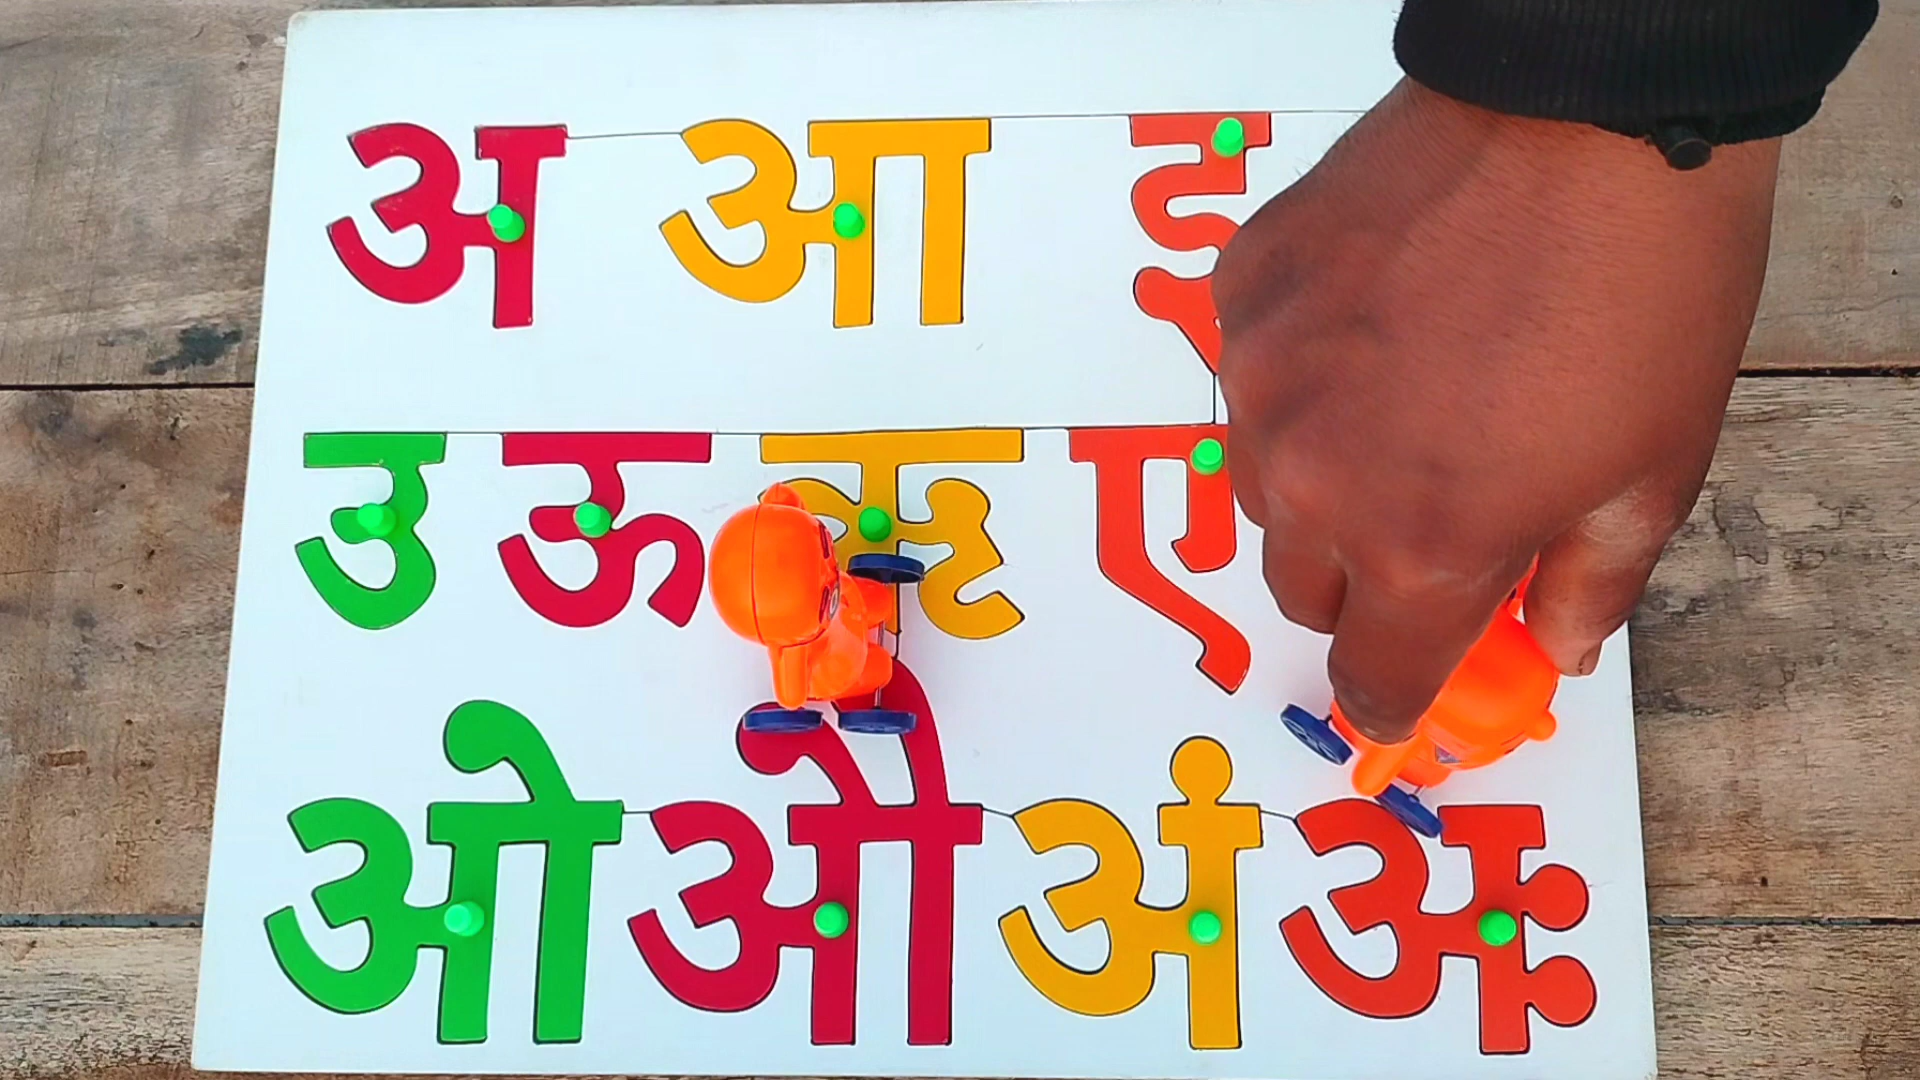 अ आ इ
उ ऊ ऋ ए
ओ औ अं अः